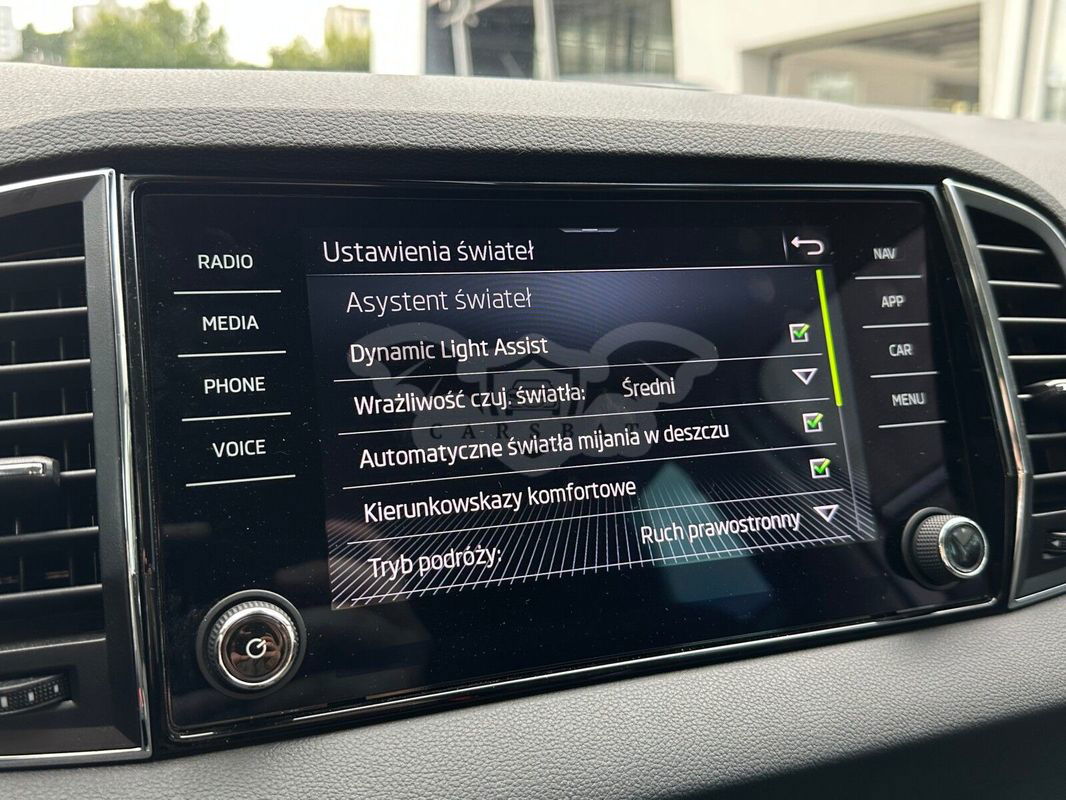 RADIO
MEDIA
PHONE
VOICE
Ustawienia świateł
Asystent świateł
Dynamic Light Assist
Wrażliwość czuj. światła: Średni
Automatyczne światła mijania w deszczu
Kierunkowskazy komfortowe
Tryb podróży: Ruch prawostronny
CARSBAT
NAV
APP
CAR
MENU